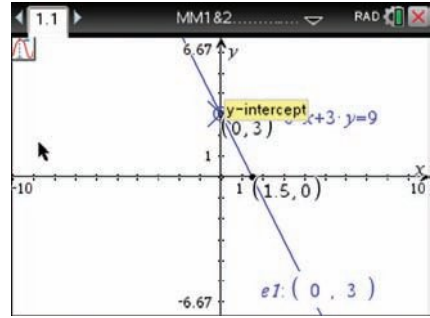 1.1 MM1&2............ RAD
6.67 y
y-intercept
(0,3) x+3·y=9
1
-10 1 (1.5,0) x 10
-6.67 e1: ( 0 , 3 )